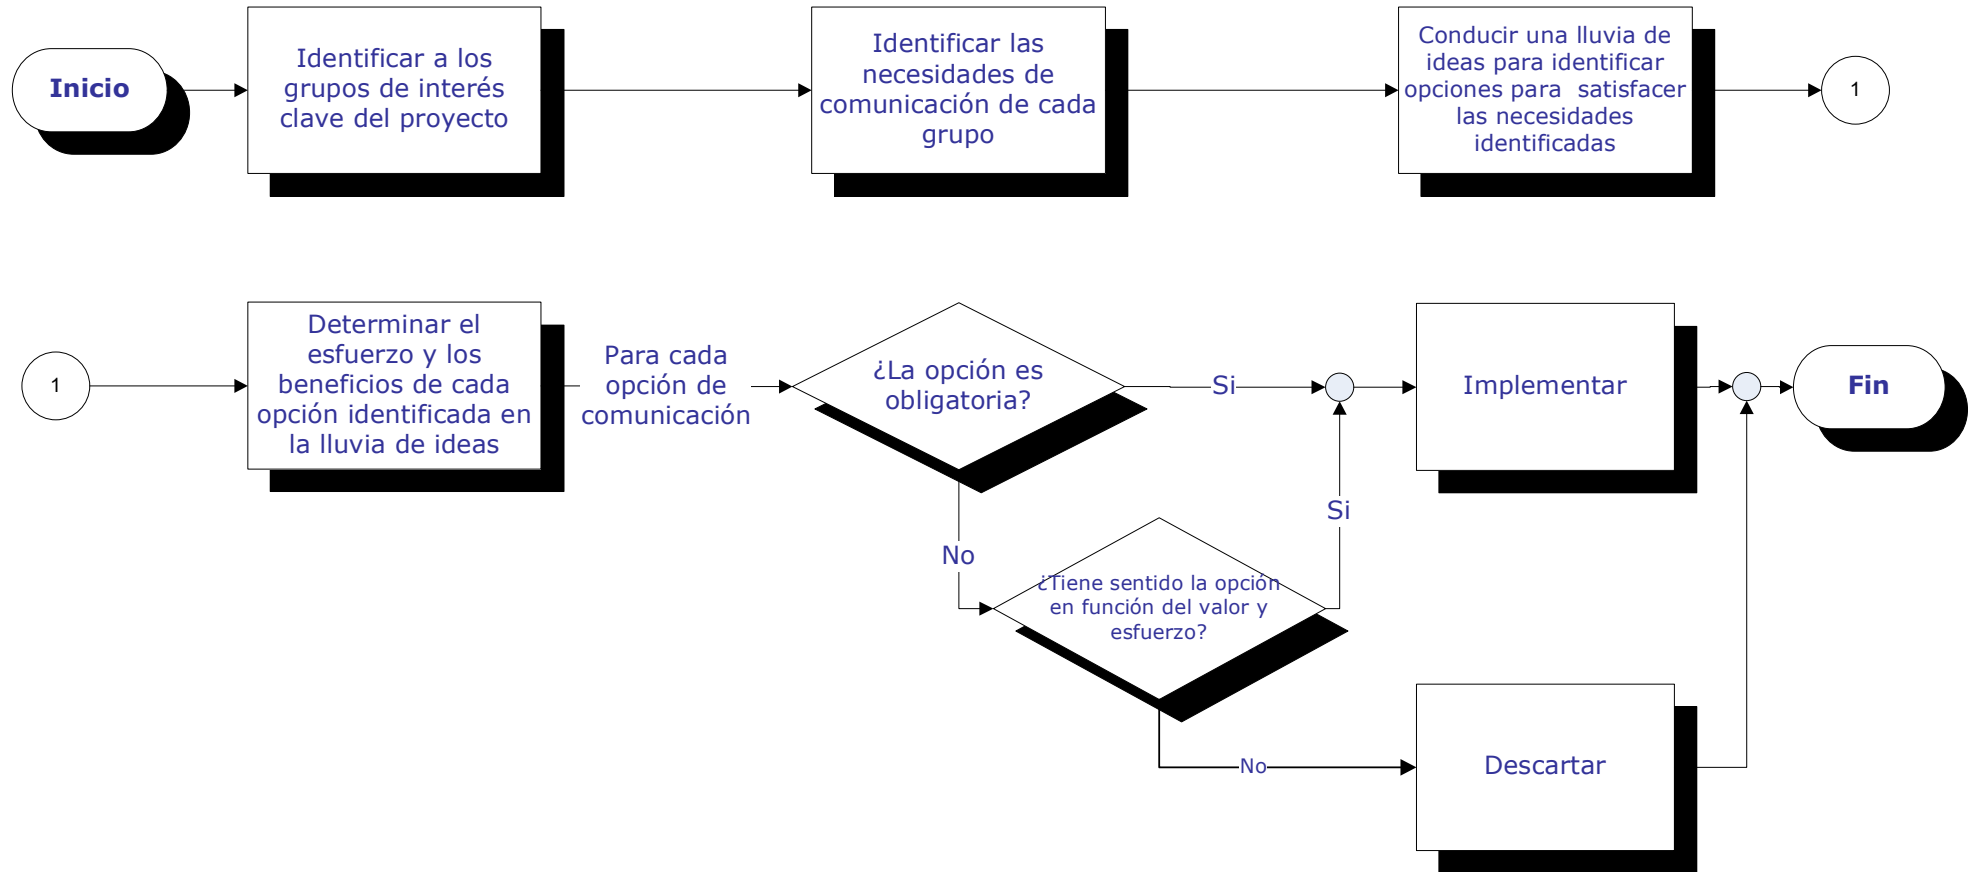 Inicio
Identificar a los
grupos de interés
clave del proyecto
Identificar las
necesidades de
comunicación de cada
grupo
Conducir una lluvia de
ideas para identificar
opciones para  satisfacer
las necesidades
identificadas
1
1
Determinar el
esfuerzo y los
beneficios de cada
opción identificada en
la lluvia de ideas
Para cada
opción de
comunicación
¿La opción es
obligatoria?
Si
Implementar
Fin
No
Si
¿Tiene sentido la opción
en función del valor y
esfuerzo?
No
Descartar